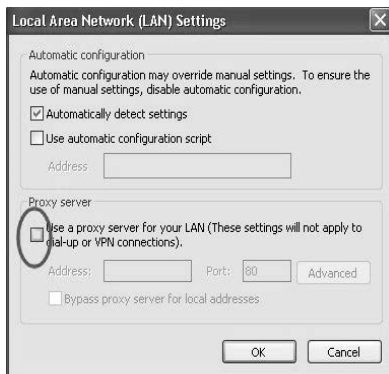 Local Area Network (LAN) Settings
Automatic configuration
Automatic configuration may override manual settings. To ensure the
use of manual settings, disable automatic configuration.
Automatically detect settings
Use automatic configuration script
Address
Proxy server
Use a proxy server for your LAN (These settings will not apply to
dial-up or VPN connections).
Address: Port: 80 Advanced
Bypass proxy server for local addresses
OK Cancel